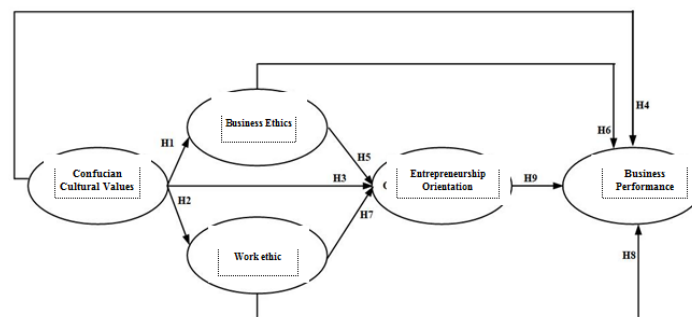 H4
H6
Business Ethics
H1
H5
Confucian
Cultural Values
H3
Entrepreneurship
Orientation
H9
Business
Performance
H2
H7
Work ethic
H8